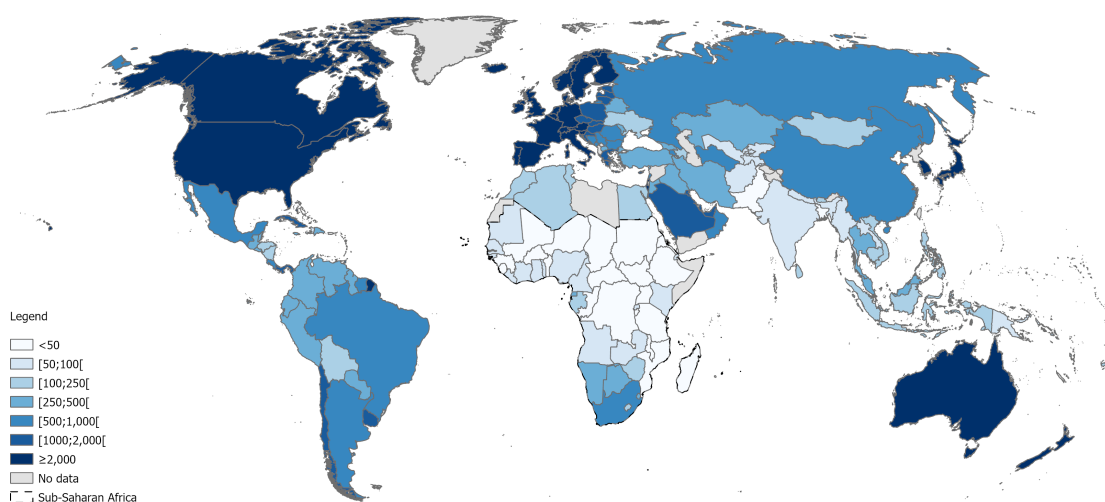 Legend
<50
[50;100[
[100;250[
[250;500[
[500;1,000[
[1000;2,000[
≥2,000
No data
Sub-Saharan Africa